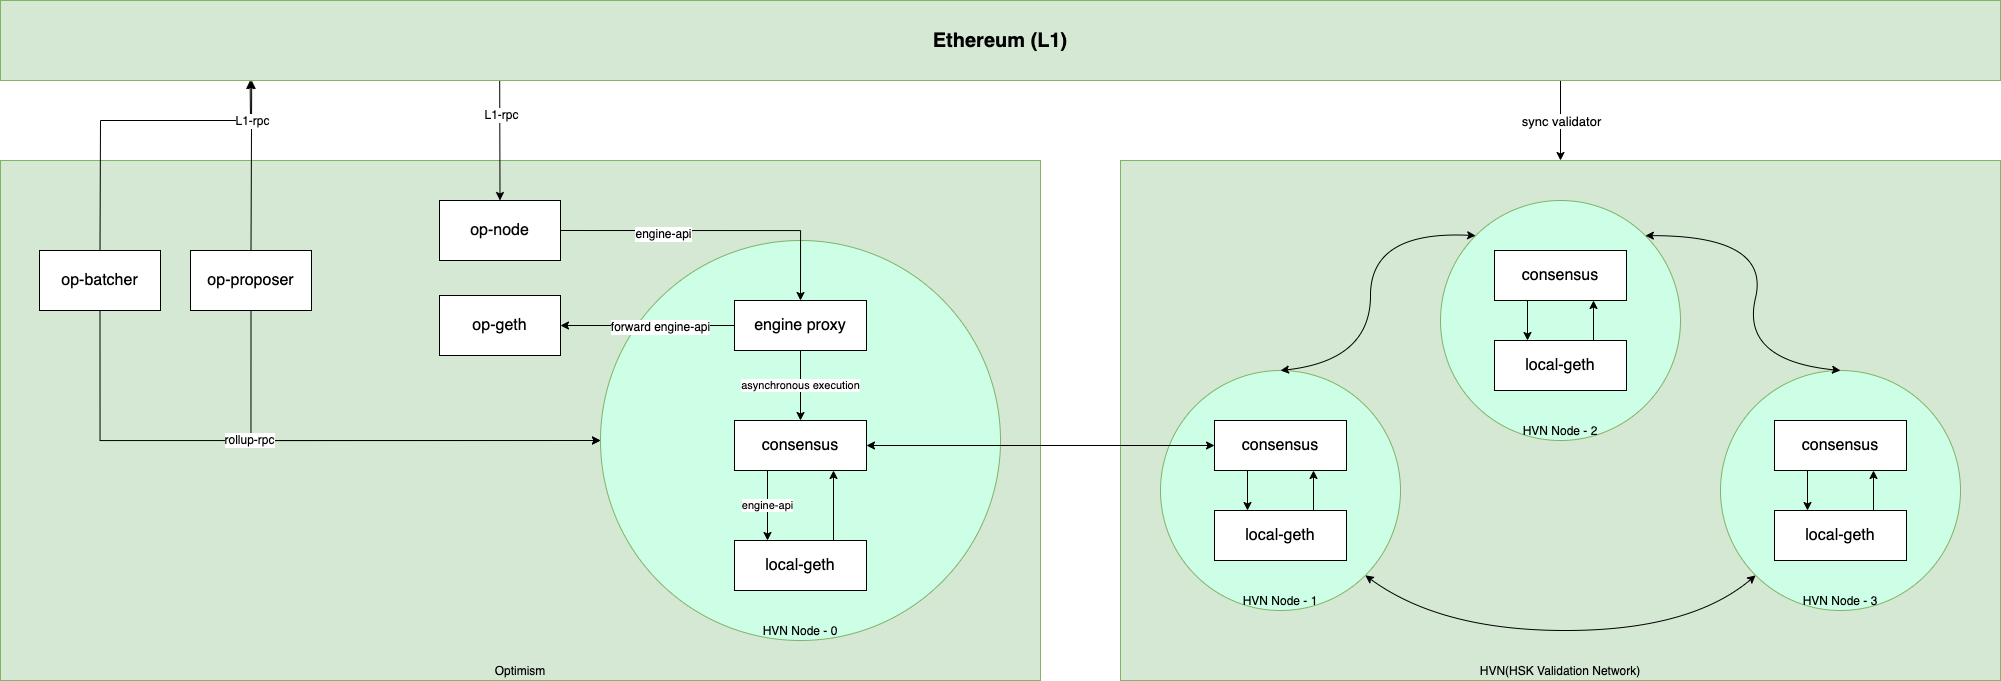 Ethereum (L1)
L1-rpc
L1-rpc
sync validator
op-batcher
op-proposer
op-node
engine-api
op-geth
forward engine-api
engine proxy
asynchronous execution
consensus
engine-api
local-geth
rollup-rpc
HVN Node - 0
Optimism
consensus
local-geth
HVN Node - 2
consensus
local-geth
HVN Node - 1
consensus
local-geth
HVN Node - 3
HVN(HSK Validation Network)